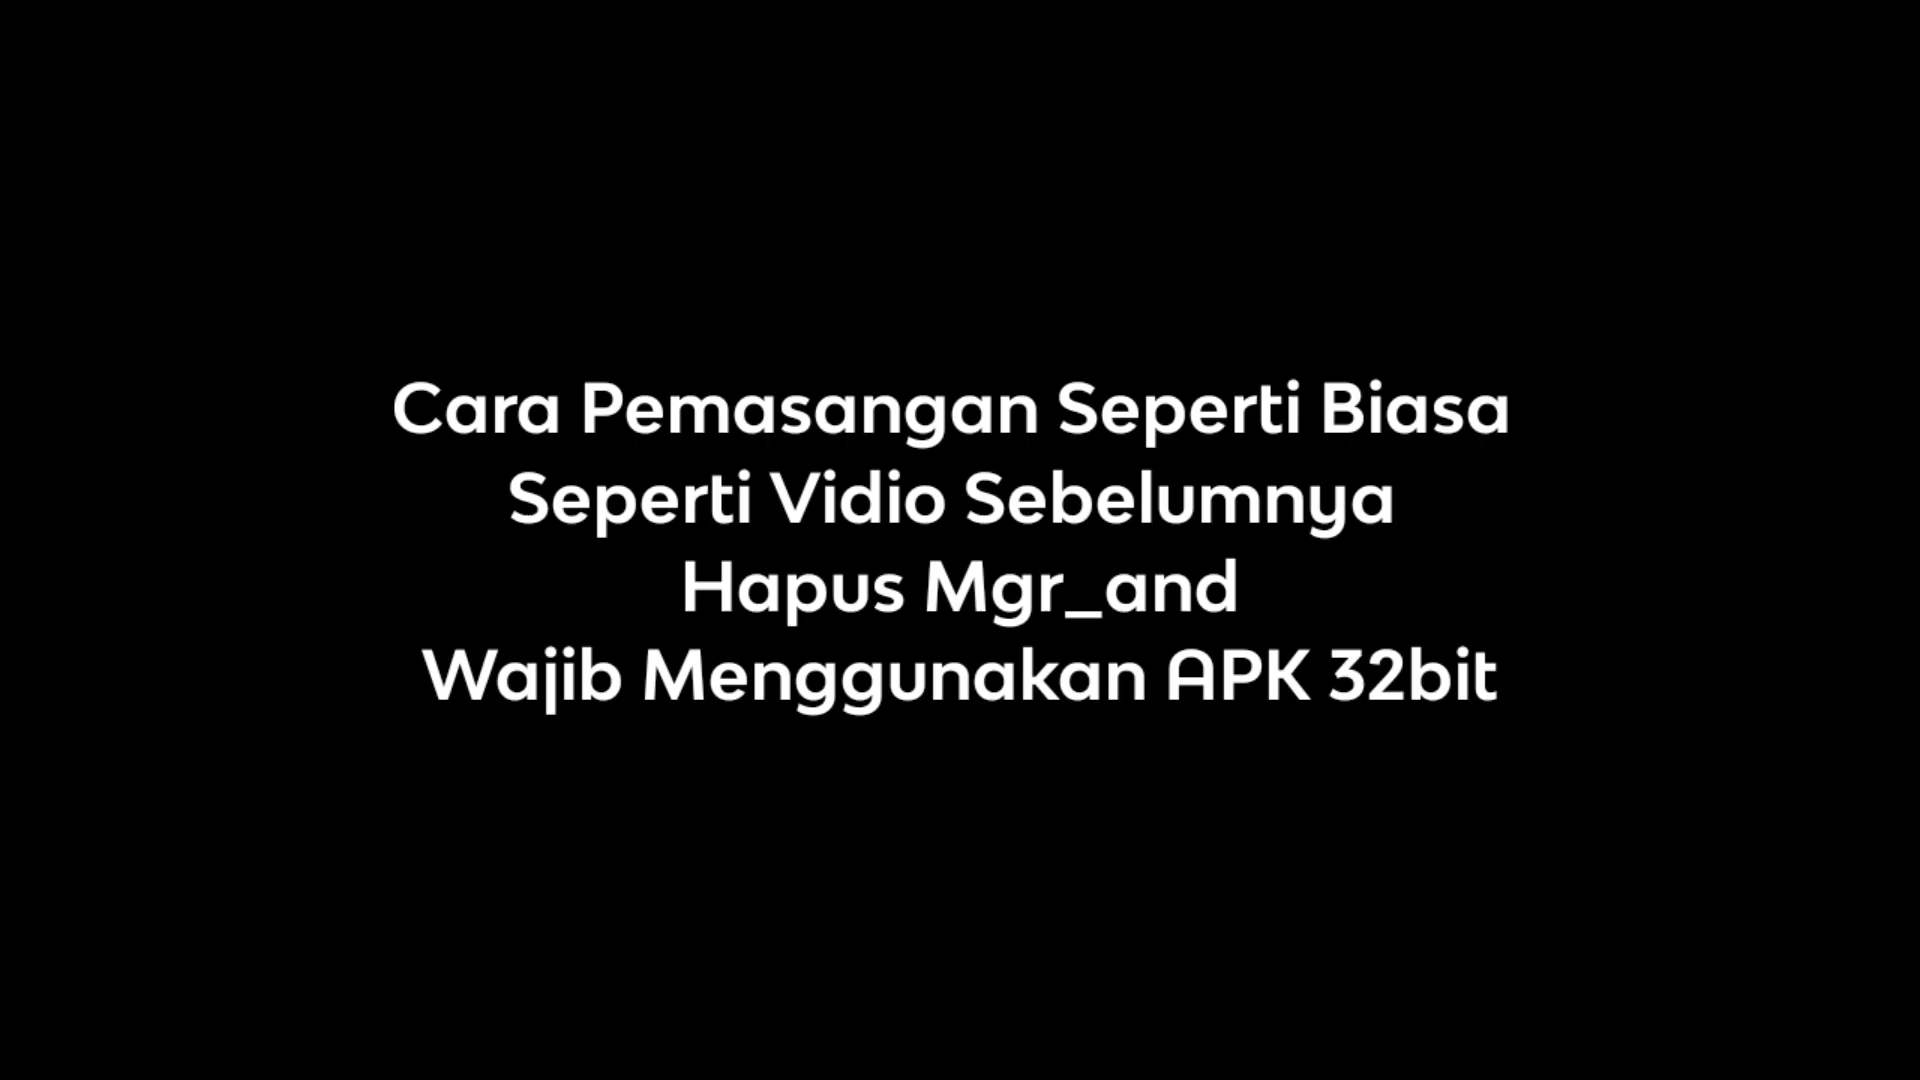 Cara Pemasangan Seperti Biasa
Seperti Vidio Sebelumnya
Hapus Mgr_and
Wajib Menggunakan APK 32bit